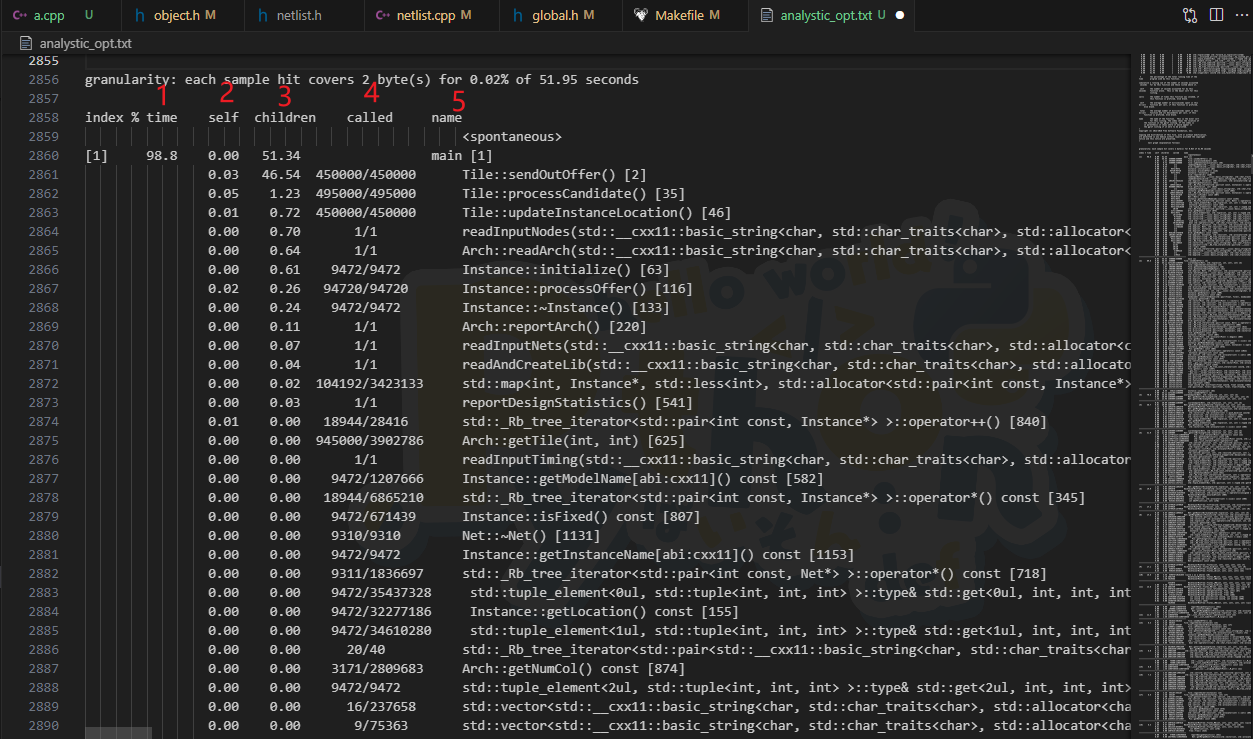 a.cpp U object.h M netlist.h netlist.cpp M global.h M Makefile M analystic_opt.txt U
analystic_opt.txt
2855
2856 granularity: each sample hit covers 2 byte(s) for 0.02% of 51.95 seconds
2857 1 2 3 4 5
2858 index % time self children called name
2859 <spontaneous>
2860 [1] 98.8 0.00 51.34 main [1]
2861 0.03 46.54 450000/450000 Tile::sendOutOffer() [2]
2862 0.05 1.23 495000/495000 Tile::processCandidate() [35]
2863 0.01 0.72 450000/450000 Tile::updateInstanceLocation() [46]
2864 0.00 0.70 1/1 readInputNodes(std::__cxx11::basic_string<char, std::char_traits<char>, std::allocator<
2865 0.00 0.64 1/1 Arch::readArch(std::__cxx11::basic_string<char, std::char_traits<char>, std::allocator<
2866 0.00 0.61 9472/9472 Instance::initialize() [63]
2867 0.02 0.26 94720/94720 Instance::processOffer() [116]
2868 0.00 0.24 9472/9472 Instance::~Instance() [133]
2869 0.00 0.11 1/1 Arch::reportArch() [220]
2870 0.00 0.07 1/1 readInputNets(std::__cxx11::basic_string<char, std::char_traits<char>, std::allocator<c
2871 0.00 0.04 1/1 readAndCreateLib(std::__cxx11::basic_string<char, std::char_traits<char>, std::allocato
2872 0.00 0.02 104192/3423133 std::map<int, Instance*, std::less<int>, std::allocator<std::pair<int const, Instance*>
2873 0.00 0.03 1/1 reportDesignStatistics() [541]
2874 0.01 0.00 18944/28416 std::_Rb_tree_iterator<std::pair<int const, Instance*> >::operator++() [840]
2875 0.00 0.00 945000/3902786 Arch::getTile(int, int) [625]
2876 0.00 0.00 1/1 readInputTiming(std::__cxx11::basic_string<char, std::char_traits<char>, std::allocator
2877 0.00 0.00 9472/1207666 Instance::getModelName[abi:cxx11]() const [582]
2878 0.00 0.00 18944/6865210 std::_Rb_tree_iterator<std::pair<int const, Instance*> >::operator*() const [345]
2879 0.00 0.00 9472/671439 Instance::isFixed() const [807]
2880 0.00 0.00 9310/9310 Net::~Net() [1131]
2881 0.00 0.00 9472/9472 Instance::getInstanceName[abi:cxx11]() const [1153]
2882 0.00 0.00 9311/1836697 std::_Rb_tree_iterator<std::pair<int const, Net*> >::operator*() const [718]
2883 0.00 0.00 9472/35437328 std::tuple_element<0ul, std::tuple<int, int, int> >::type& std::get<0ul, int, int, int
2884 0.00 0.00 9472/32277186 Instance::getLocation() const [155]
2885 0.00 0.00 9472/34610280 std::tuple_element<1ul, std::tuple<int, int, int> >::type& std::get<1ul, int, int, int
2886 0.00 0.00 20/40 std::_Rb_tree_iterator<std::pair<std::__cxx11::basic_string<char, std::char_traits<char
2887 0.00 0.00 3171/2809683 Arch::getNumCol() const [874]
2888 0.00 0.00 9472/9472 std::tuple_element<2ul, std::tuple<int, int, int> >::type& std::get<2ul, int, int, int>
2889 0.00 0.00 16/237658 std::vector<std::__cxx11::basic_string<char, std::char_traits<char>, std::allocator<cha
2890 0.00 0.00 9/75363 std::vector<std::__cxx11::basic_string<char, std::char_traits<char>, std::allocator<cha